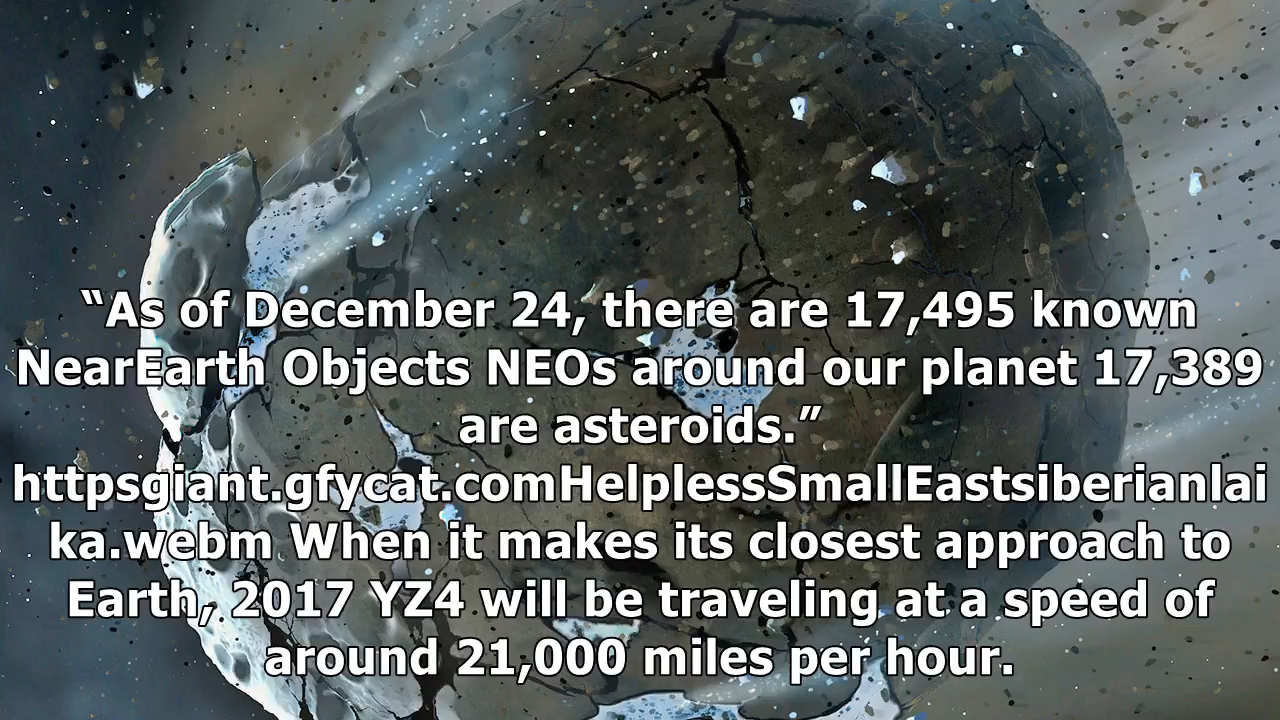 “As of December 24, there are 17,495 known
NearEarth Objects NEOs around our planet 17,389
are asteroids.”
httpsgiant.gfycat.comHelplessSmallEastsiberianlai
ka.webm When it makes its closest approach to
Earth, 2017 YZ4 will be traveling at a speed of
around 21,000 miles per hour.